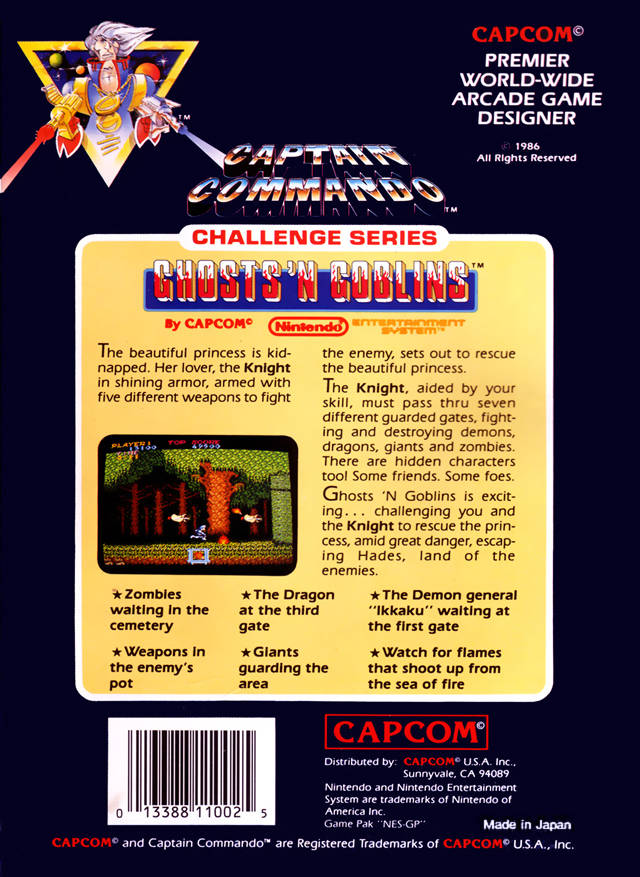 CAPCOM©
PREMIER
WORLD-WIDE
ARCADE GAME
DESIGNER
© 1986
All Rights Reserved
TM
CAPTAIN
COMMANDO™
CHALLENGE SERIES
GHOSTS 'N GOBLINS™
By CAPCOM© Nintendo ENTERTAINMENT
SYSTEM™
The beautiful princess is kid-
napped. Her lover, the Knight
in shining armor, armed with
five different weapons to fight
the enemy, sets out to rescue
the beautiful princess.
The Knight, aided by your
skill, must pass thru seven
different guarded gates, fight-
ing and destroying demons,
dragons, giants and zombies.
There are hidden characters
too! Some friends. Some foes.
Ghosts 'N Goblins is excit-
ing... challenging you and
the Knight to rescue the prin-
cess, amid great danger, escap-
ing Hades, land of the
enemies.
PLAYER1 TOP SCORE
★Zombies
waiting in the
cemetery
★The Dragon
at the third
gate
★The Demon general
"Ikkaku" waiting at
the first gate
★Weapons in
the enemy's
pot
★Giants
guarding the
area
★Watch for flames
that shoot up from
the sea of fire
0 13388 11002 5
CAPCOM©
Distributed by: CAPCOM© U.S.A. Inc.,
Sunnyvale, CA 94089
Nintendo and Nintendo Entertainment
System are trademarks of Nintendo of
America Inc.
Game Pak "NES-GP"
Made in Japan
CAPCOM© and Captain Commando™ are Registered Trademarks of CAPCOM© U.S.A., Inc.